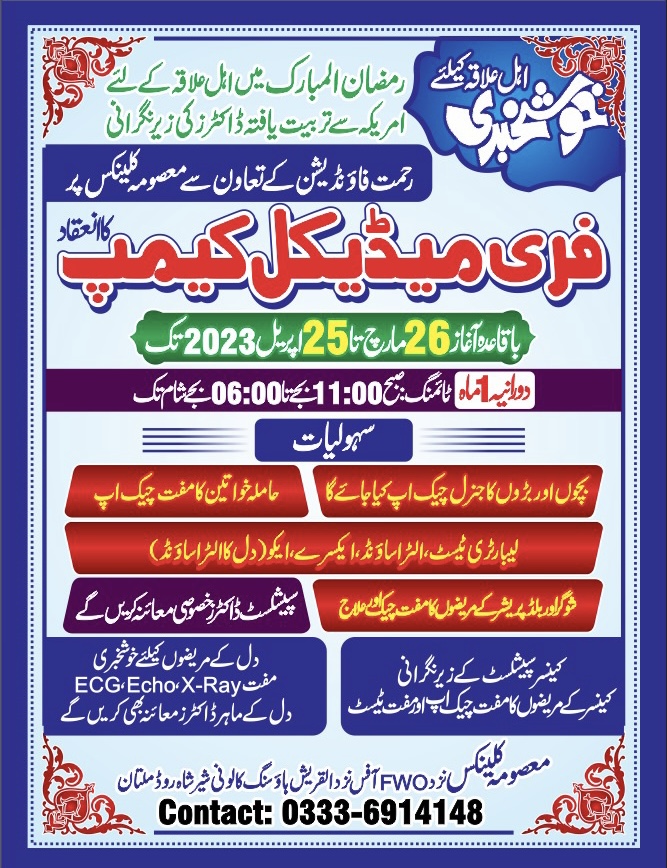 اہل علاقہ کیلئے
خوشخبری
رمضان المبارک میں اہل علاقہ کے لئے
امریکہ سے تربیت یافتہ ڈاکٹرز کی زیر نگرانی
رحمت فاؤنڈیشن کے تعاون سے معصومہ کلینکس پر
فری میڈیکل کیمپ کا انعقاد
باقاعدہ آغاز 26 مارچ تا 25 اپریل 2023 تک
دورانیہ 1 ماہ ٹائمنگ: صبح 11:00 بجے تا 06:00 بجے شام تک
سہولیات
بچوں اور بڑوں کا جنرل چیک اپ کیا جائے گا
حاملہ خواتین کا مفت چیک اپ
لیبارٹری ٹیسٹ، الٹراساؤنڈ، ایکسرے، ایکو (دل کا الٹراساؤنڈ)
شوگر اور بلڈ پریشر کے مریضوں کا مفت چیک اور علاج
سپیشلسٹ ڈاکٹرز خصوصی معائنہ کریں گے
کینسر سپیشلسٹ کے زیر نگرانی
کینسر کے مریضوں کا مفت چیک اپ اور مفت ٹیسٹ
دل کے مریضوں کیلئے خوشخبری
مفت ECG،Echo،X-Ray
دل کے ماہر ڈاکٹرز معائنہ بھی کریں گے
معصومہ کلینکس نزد FWO آفس نزد القریش ہاؤسنگ کالونی شیر شاہ روڈ ملتان
Contact: 0333-6914148